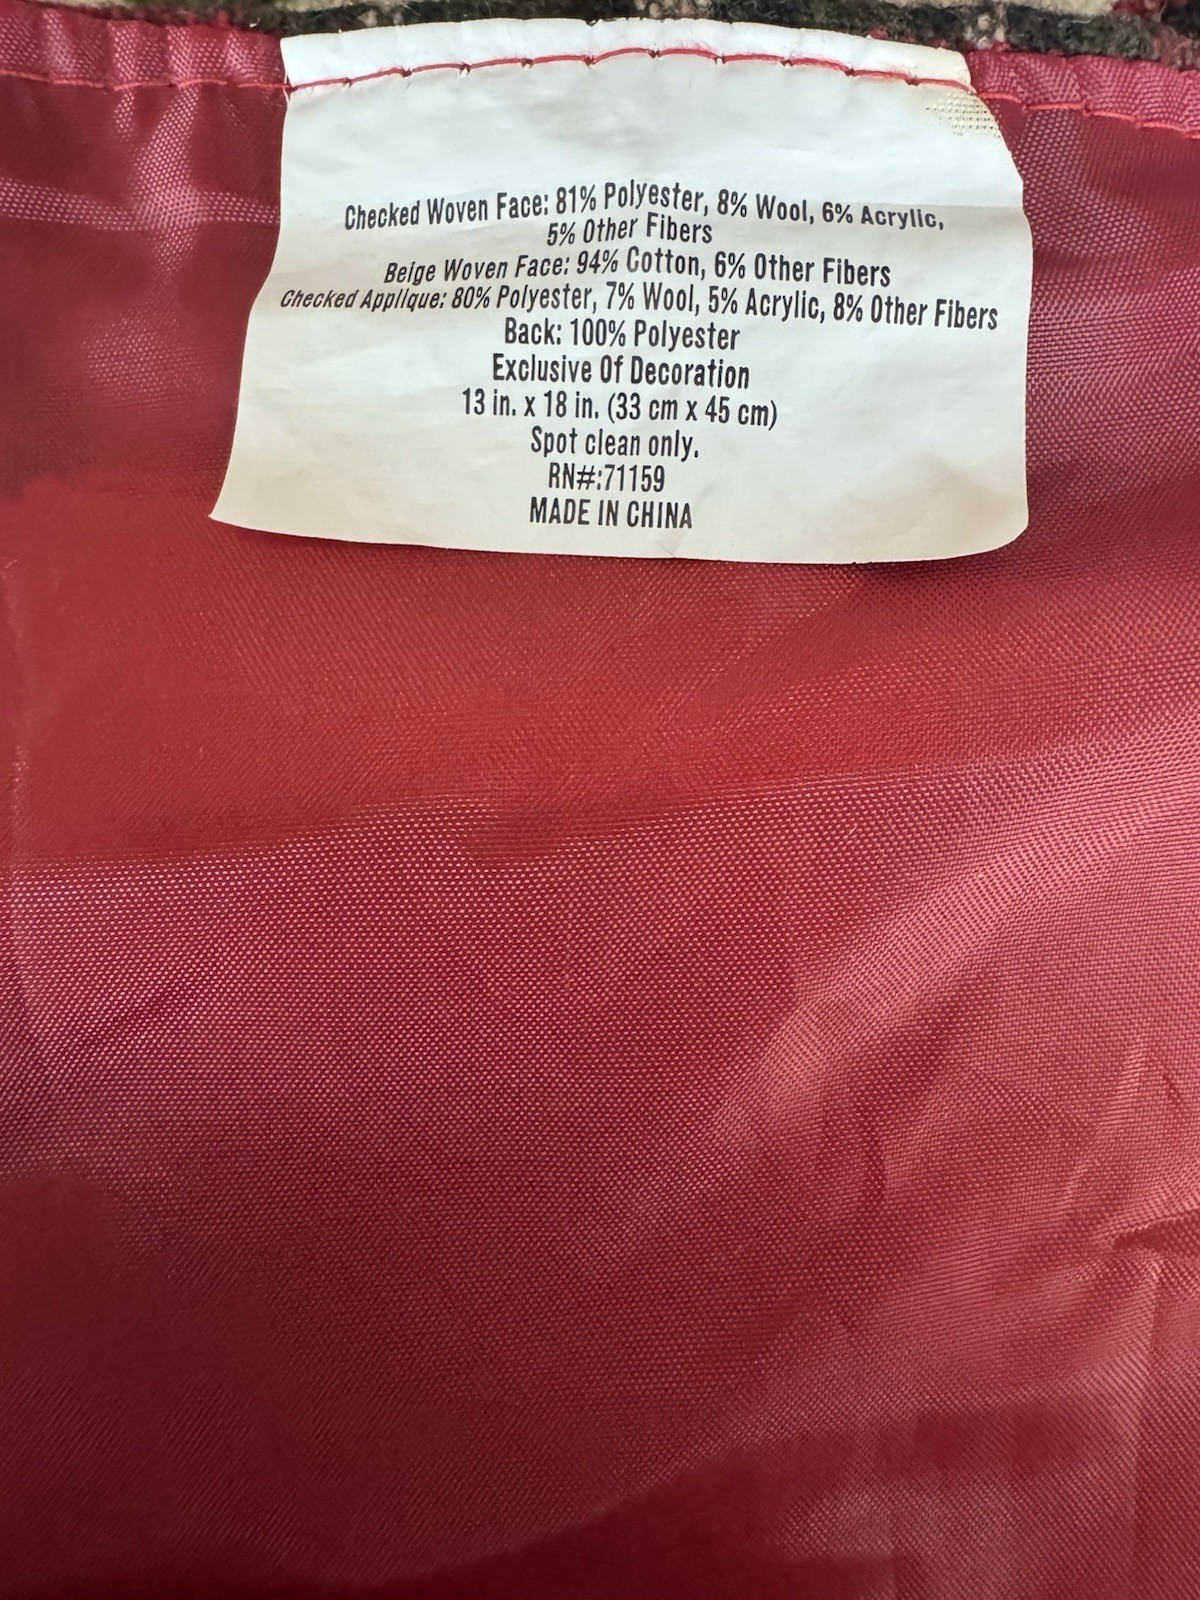 Checked Woven Face: 81% Polyester, 8% Wool, 6% Acrylic,
5% Other Fibers
Beige Woven Face: 94% Cotton, 6% Other Fibers
Checked Applique: 80% Polyester, 7% Wool, 5% Acrylic, 8% Other Fibers
Back: 100% Polyester
Exclusive Of Decoration
13 in. x 18 in. (33 cm x 45 cm)
Spot clean only.
RN#:71159
MADE IN CHINA